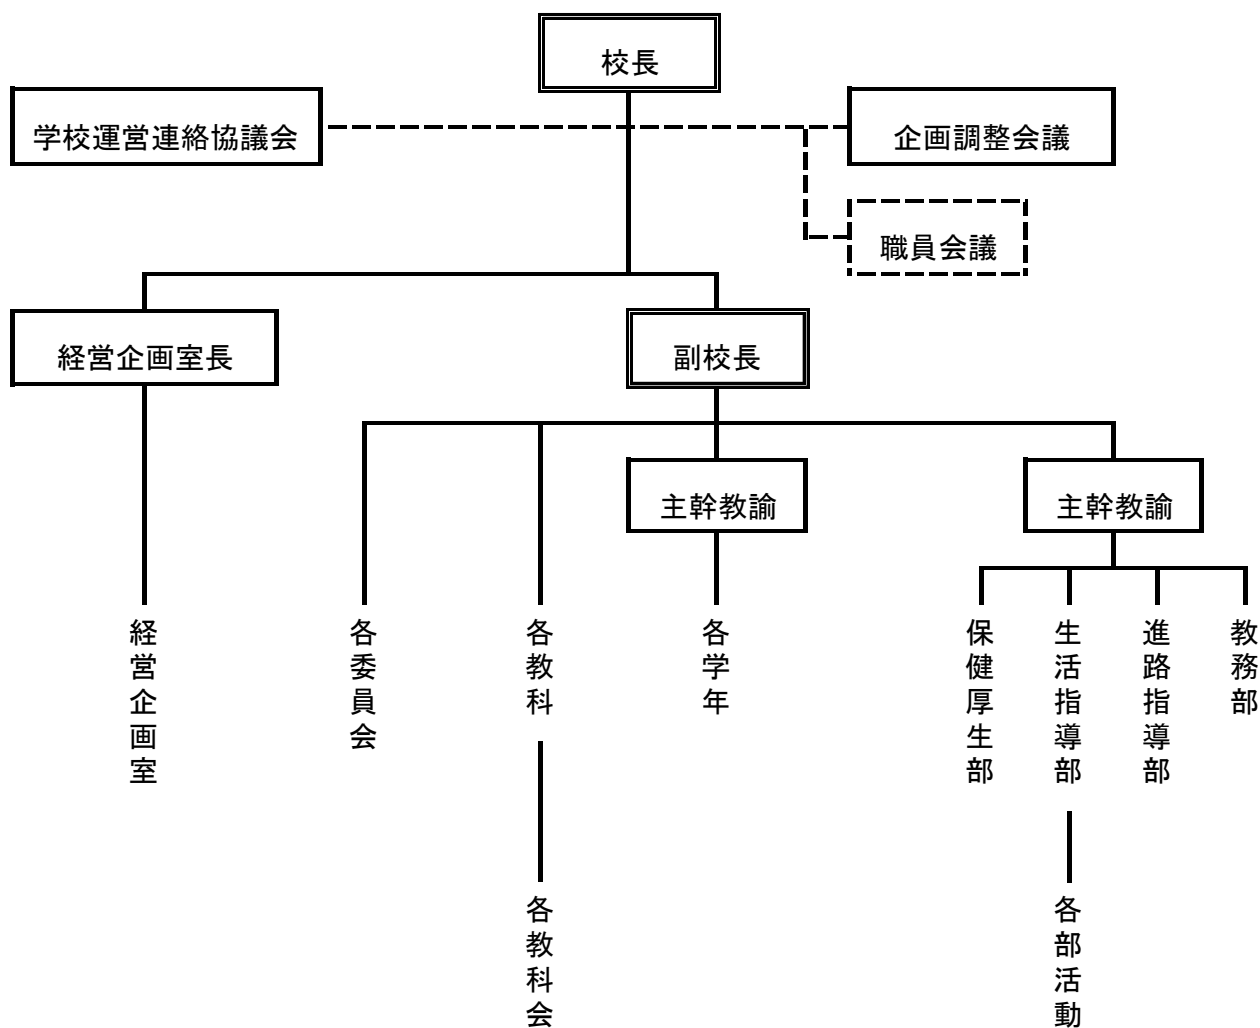 校長
学校運営連絡協議会
企画調整会議
職員会議
経営企画室長
副校長
主幹教諭
主幹教諭
経営企画室
各委員会
各教科
各学年
保健厚生部
生活指導部
進路指導部
教務部
各教科会
各部活動